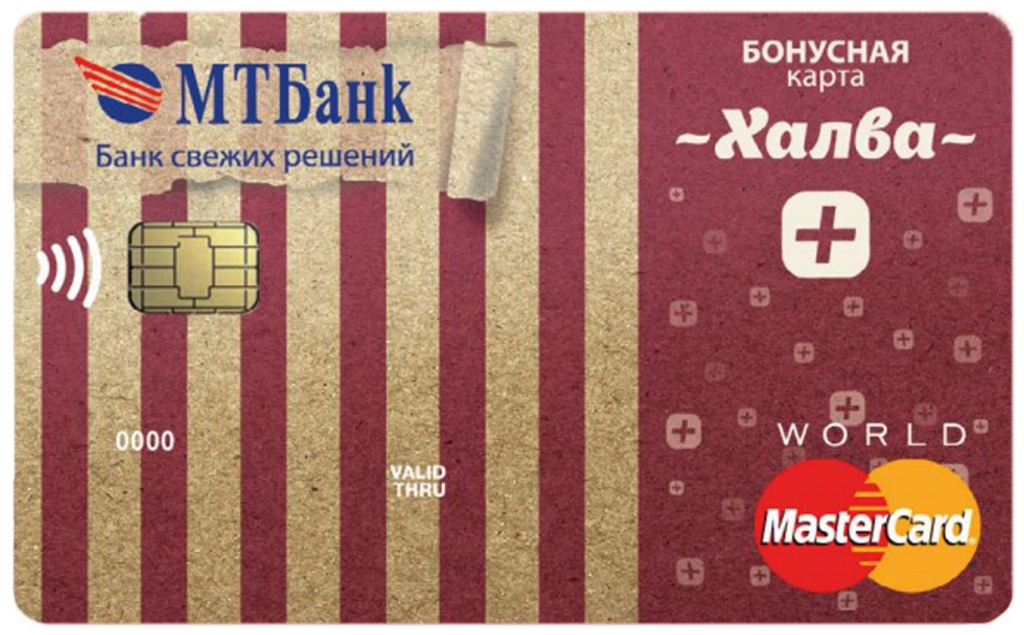 МТБанк
Банк свежих решений
БОНУСНАЯ
карта
~Халва~
0000
VALID
THRU
WORLD
MasterCard